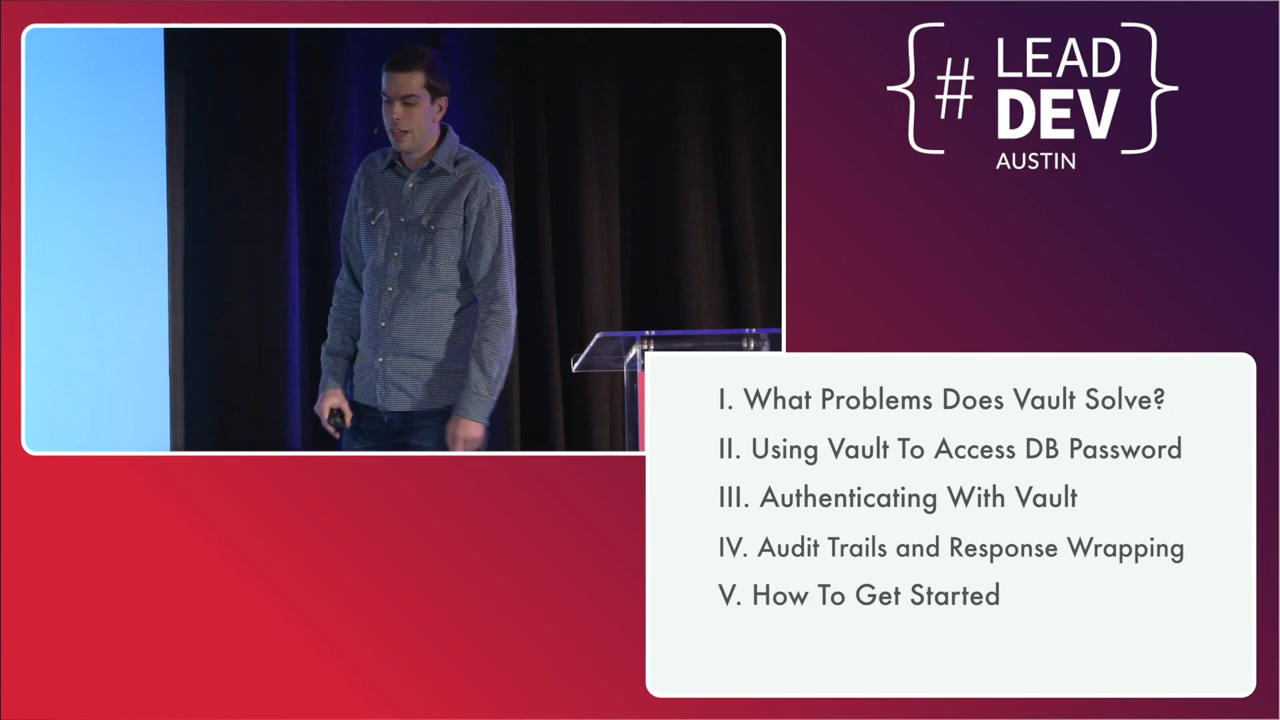 {# LEAD
DEV}
AUSTIN
I. What Problems Does Vault Solve?
II. Using Vault To Access DB Password
III. Authenticating With Vault
IV. Audit Trails and Response Wrapping
V. How To Get Started